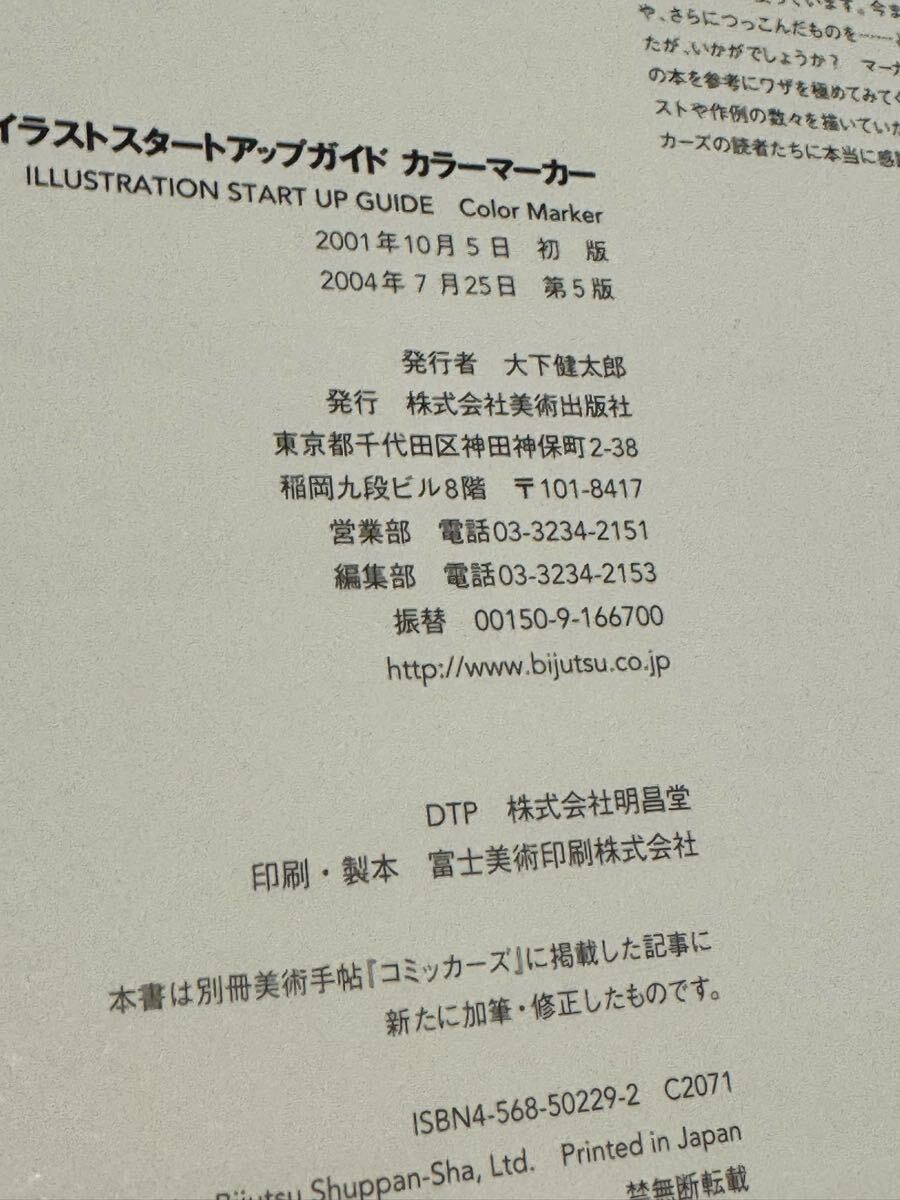 います。今ま
や、さらにつっこんだものを……
たが、いかがでしょうか? マーカ
の本を参考にワザを極めてみてく
ストや作例の数々を描いていた
カーズの読者たちに本当に感
イラストスタートアップガイド カラーマーカー
ILLUSTRATION START UP GUIDE Color Marker
2001年10月5日 初 版
2004年7月25日 第5版
発行者 大下健太郎
発行 株式会社美術出版社
東京都千代田区神田神保町2-38
稲岡九段ビル8階 〒101-8417
営業部 電話03-3234-2151
編集部 電話03-3234-2153
振替 00150-9-166700
http://www.bijutsu.co.jp
DTP 株式会社明昌堂
印刷・製本 富士美術印刷株式会社
本書は別冊美術手帖『コミッカーズ』に掲載した記事に
新たに加筆・修正したものです。
ISBN4-568-50229-2 C2071
Bijutsu Shuppan-Sha, Ltd. Printed in Japan
禁無断転載